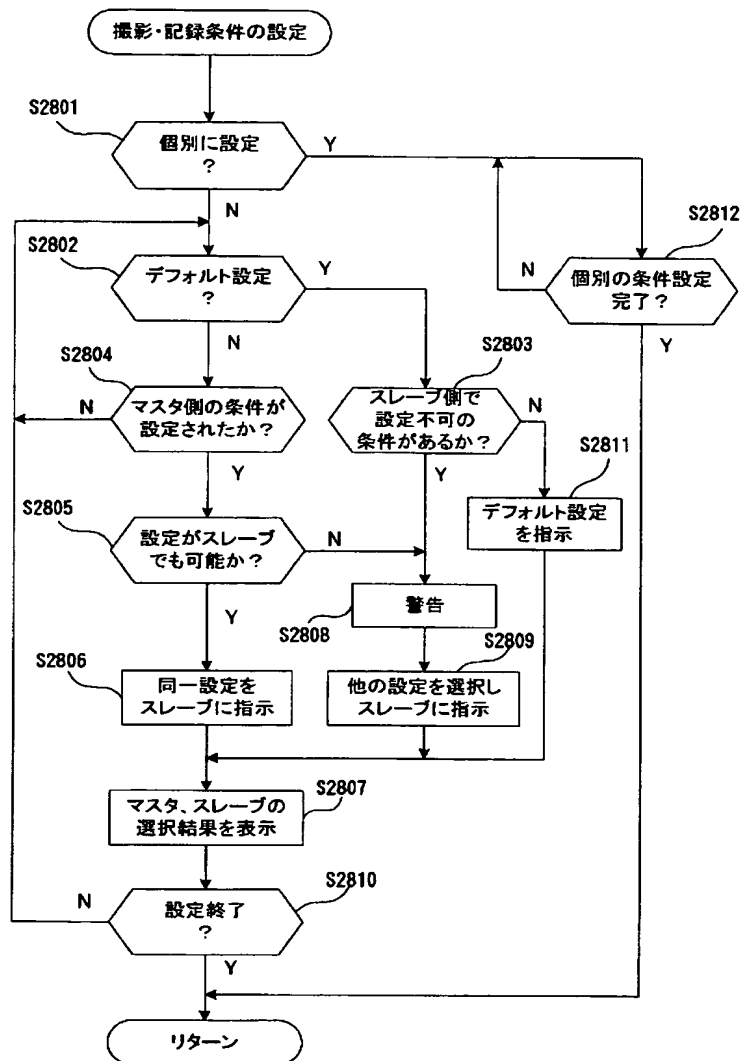 撮影・記録条件の設定
S2801
個別に設定
？
Y
N
S2812
S2802
デフォルト設定
？
Y
N
個別の条件設定
完了？
N
Y
S2804
S2803
マスタ側の条件が
設定されたか？
N
Y
スレーブ側で
設定不可の
条件があるか？
N
Y
S2811
デフォルト設定
を指示
S2805
設定がスレーブ
でも可能か？
N
Y
警告
S2808
S2806
S2809
同一設定を
スレーブに指示
他の設定を選択し
スレーブに指示
S2807
マスタ、スレーブの
選択結果を表示
S2810
N
設定終了
？
Y
リターン